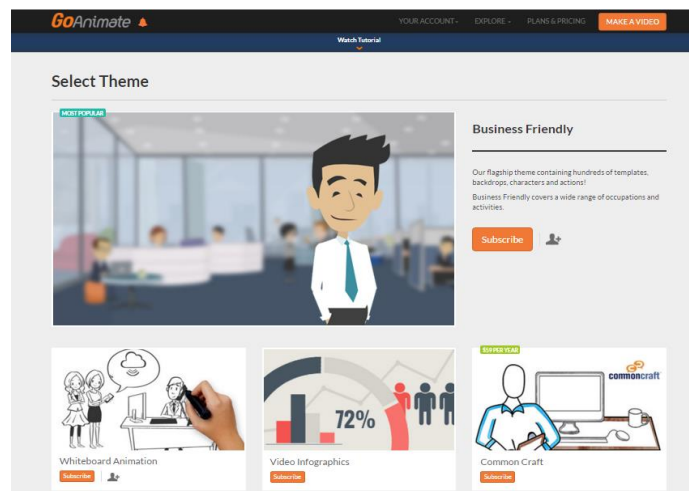 GoAnimate
YOUR ACCOUNT
EXPLORE
PLANS & PRICING
MAKE A VIDEO
Watch Tutorial
Select Theme
MOST POPULAR
Business Friendly
Our flagship theme containing hundreds of templates,
backdrops, characters and actions!
Business Friendly covers a wide range of occupations and
activities.
Subscribe
72%
$59 PER YEAR
commoncraft
Whiteboard Animation
Subscribe
Video Infographics
Subscribe
Common Craft
Subscribe